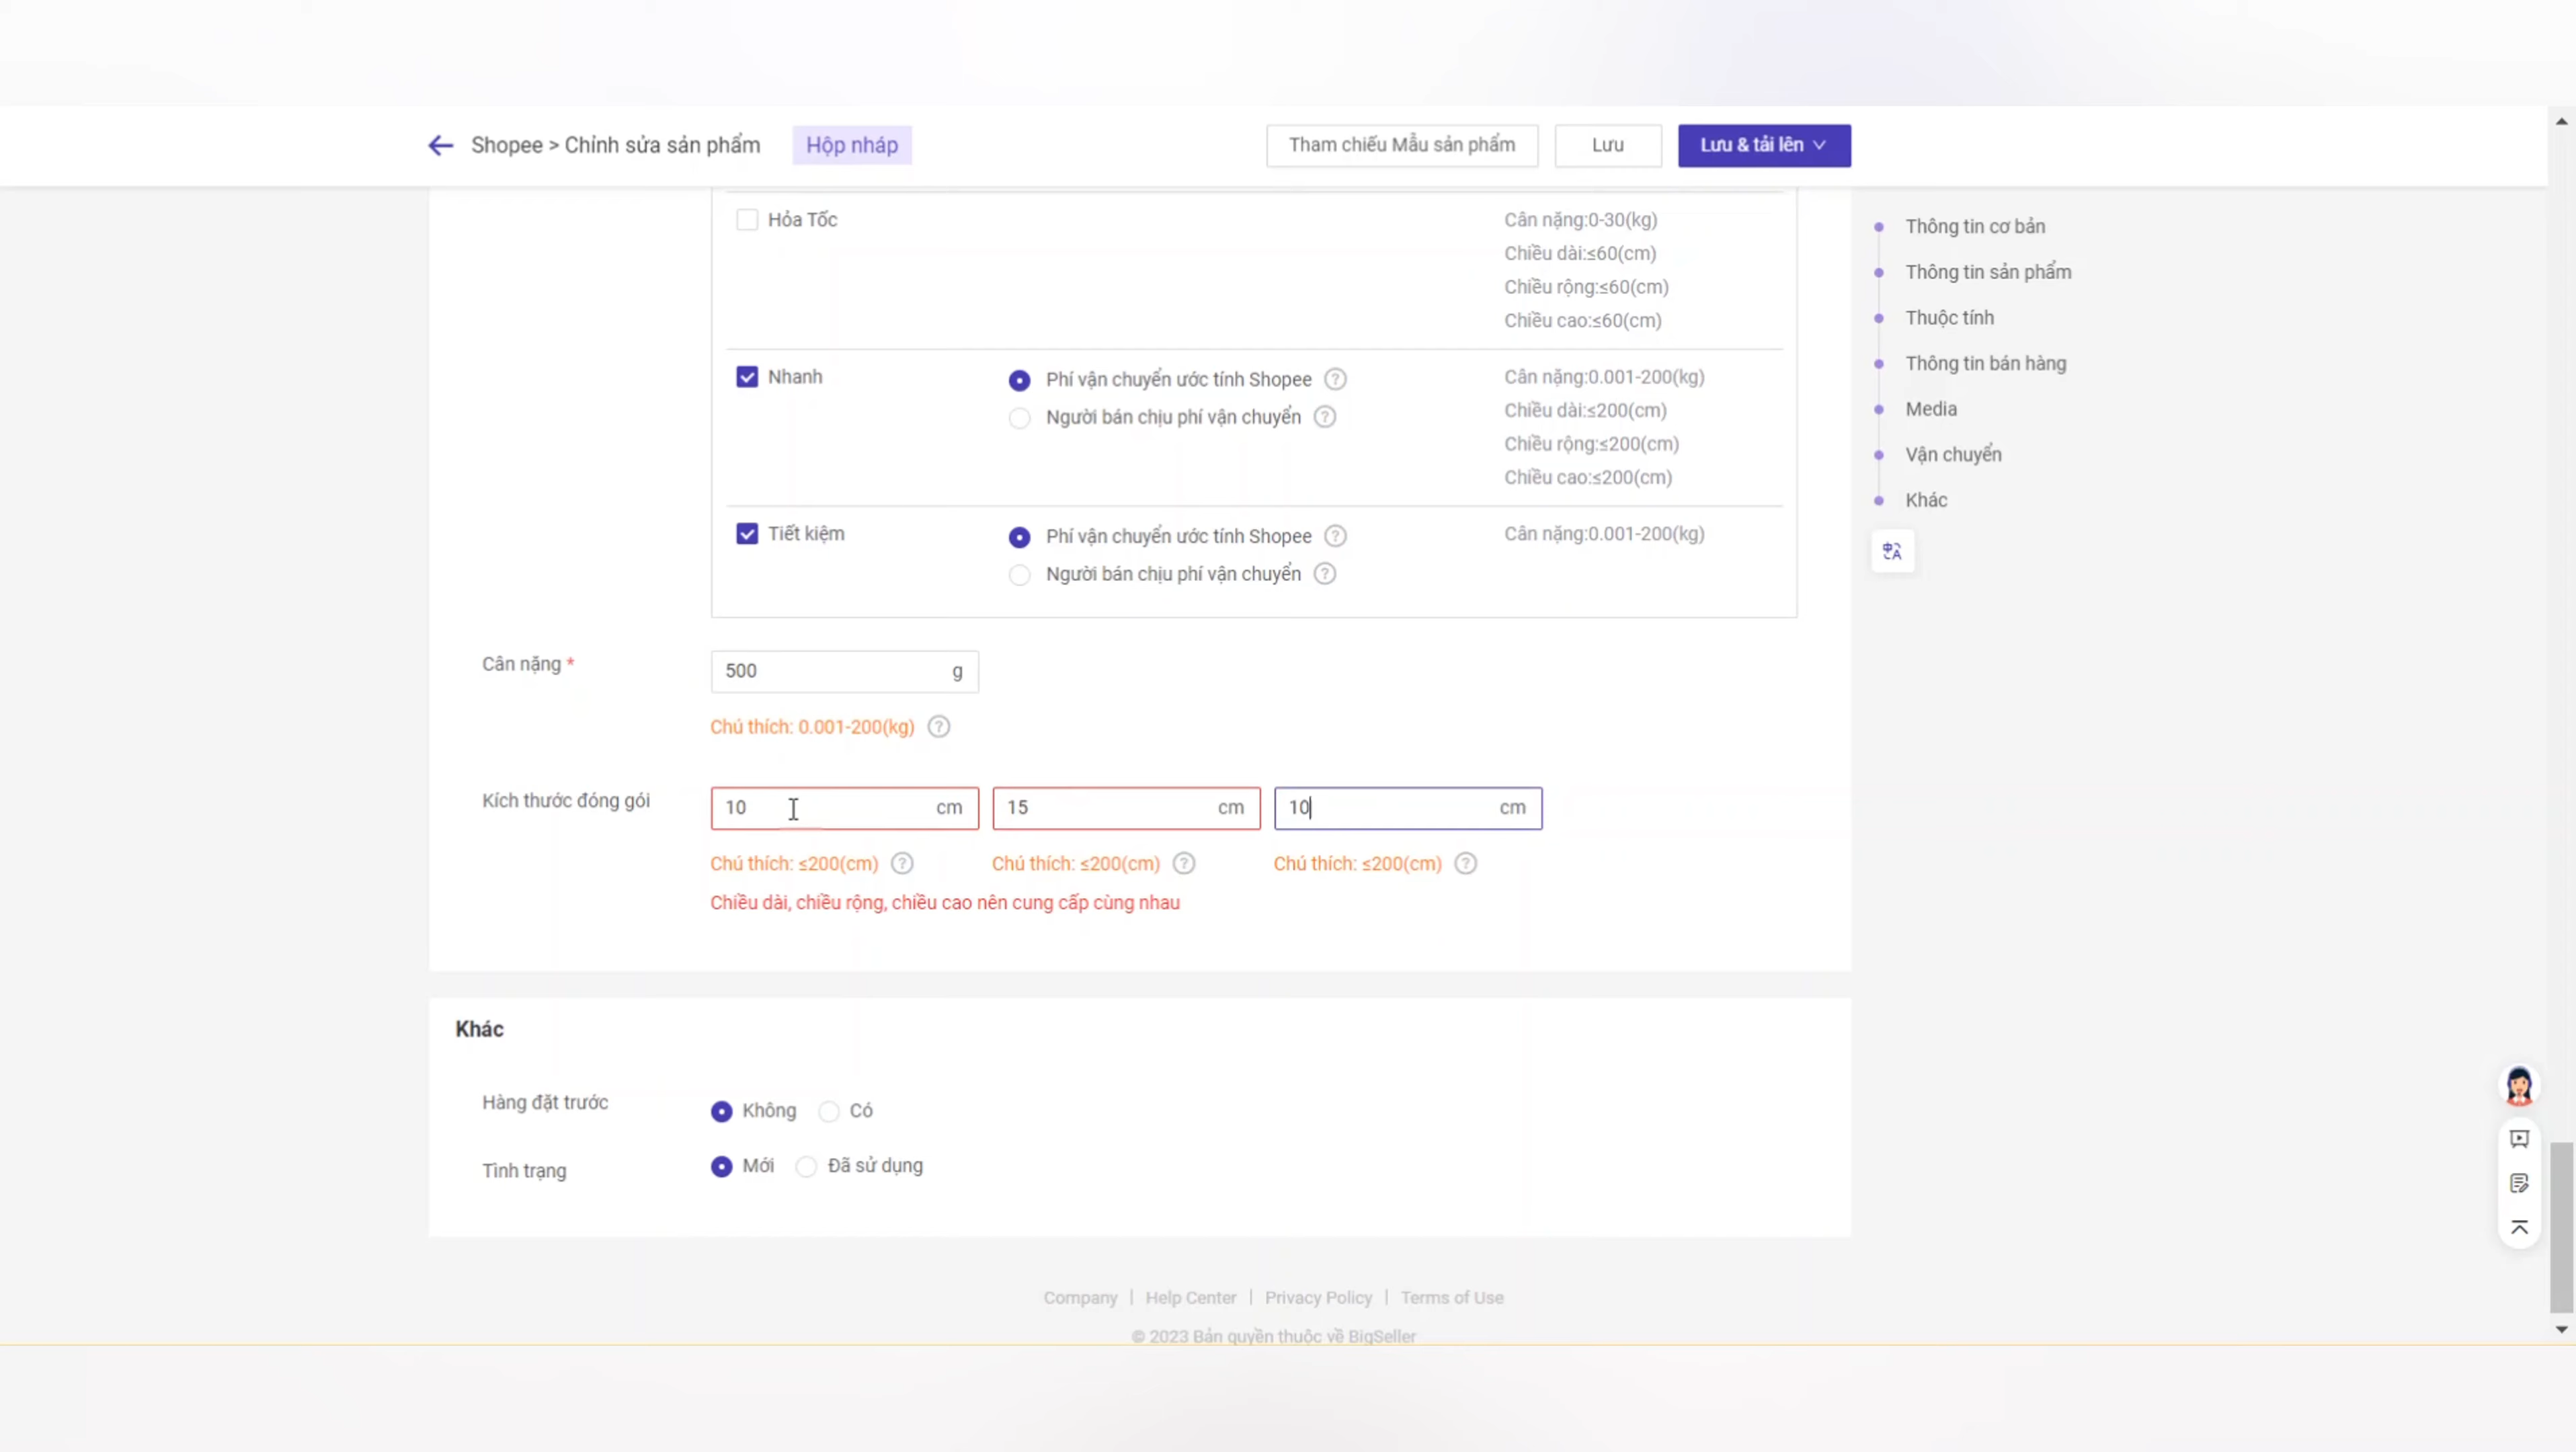 Shopee > Chỉnh sửa sản phẩm
Hộp nháp
Tham chiếu Mẫu sản phẩm
Lưu
Lưu & tải lên
Hỏa Tốc
Cân nặng:0-30(kg)
Chiều dài:≤60(cm)
Chiều rộng:≤60(cm)
Chiều cao:≤60(cm)
Nhanh
Phí vận chuyển ước tính Shopee
Người bán chịu phí vận chuyển
Cân nặng:0.001-200(kg)
Chiều dài:≤200(cm)
Chiều rộng:≤200(cm)
Chiều cao:≤200(cm)
Tiết kiệm
Phí vận chuyển ước tính Shopee
Người bán chịu phí vận chuyển
Cân nặng:0.001-200(kg)
Cân nặng *
500 g
Chú thích: 0.001-200(kg)
Kích thước đóng gói
10 cm
15 cm
10 cm
Chú thích: ≤200(cm)
Chú thích: ≤200(cm)
Chú thích: ≤200(cm)
Chiều dài, chiều rộng, chiều cao nên cung cấp cùng nhau
Khác
Hàng đặt trước
Không
Có
Tình trạng
Mới
Đã sử dụng
Thông tin cơ bản
Thông tin sản phẩm
Thuộc tính
Thông tin bán hàng
Media
Vận chuyển
Khác
Company | Help Center | Privacy Policy | Terms of Use
© 2023 Bản quyền thuộc về BigSeller